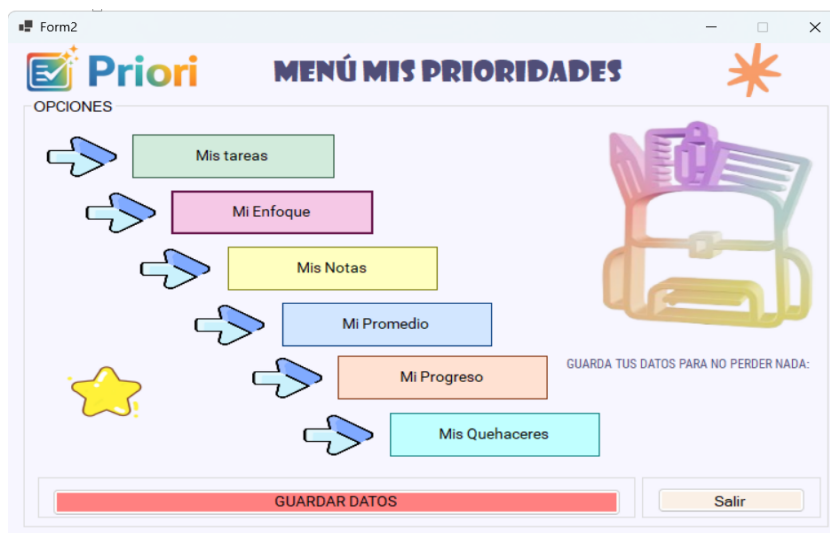 Form2
Priori
MENÚ MIS PRIORIDADES
OPCIONES
Mis tareas
Mi Enfoque
Mis Notas
Mi Promedio
Mi Progreso
GUARDA TUS DATOS PARA NO PERDER NADA:
Mis Quehaceres
GUARDAR DATOS
Salir